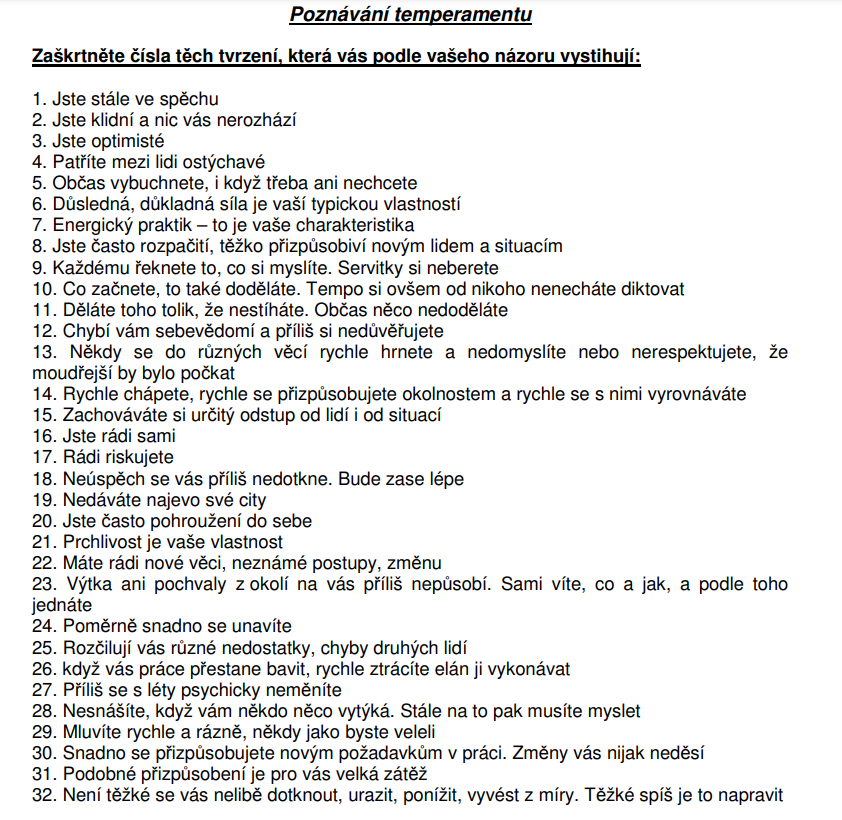 Poznávání temperamentu
Zaškrtněte čísla těch tvrzení, která vás podle vašeho názoru vystihují:
1. Jste stále ve spěchu
2. Jste klidní a nic vás nerozhází
3. Jste optimisté
4. Patříte mezi lidi ostýchavé
5. Občas vybuchnete, i když třeba ani nechcete
6. Důsledná, důkladná síla je vaší typickou vlastností
7. Energický praktik – to je vaše charakteristika
8. Jste často rozpačití, těžko přizpůsobiví novým lidem a situacím
9. Každému řeknete to, co si myslíte. Servitky si neberete
10. Co začnete, to také doděláte. Tempo si ovšem od nikoho nenecháte diktovat
11. Děláte toho tolik, že nestíháte. Občas něco nedoděláte
12. Chybí vám sebevědomí a příliš si nedůvěřujete
13. Někdy se do různých věcí rychle hrnete a nedomyslíte nebo nerespektujete, že
moudřejší by bylo počkat
14. Rychle chápete, rychle se přizpůsobujete okolnostem a rychle se s nimi vyrovnáváte
15. Zachováváte si určitý odstup od lidí i od situací
16. Jste rádi sami
17. Rádi riskujete
18. Neúspěch se vás příliš nedotkne. Bude zase lépe
19. Nedáváte najevo své city
20. Jste často pohroužení do sebe
21. Prchlivost je vaše vlastnost
22. Máte rádi nové věci, neznámé postupy, změnu
23. Výtka ani pochvaly z okolí na vás příliš nepůsobí. Sami víte, co a jak, a podle toho
jednáte
24. Poměrně snadno se unavíte
25. Rozčilují vás různé nedostatky, chyby druhých lidí
26. když vás práce přestane bavit, rychle ztrácíte elán ji vykonávat
27. Příliš se s léty psychicky neměníte
28. Nesnášíte, když vám někdo něco vytýká. Stále na to pak musíte myslet
29. Mluvíte rychle a rázně, někdy jako byste veleli
30. Snadno se přizpůsobujete novým požadavkům v práci. Změny vás nijak neděsí
31. Podobné přizpůsobení je pro vás velká zátěž
32. Není těžké se vás nelibě dotknout, urazit, ponížit, vyvést z míry. Těžké spíš je to napravit